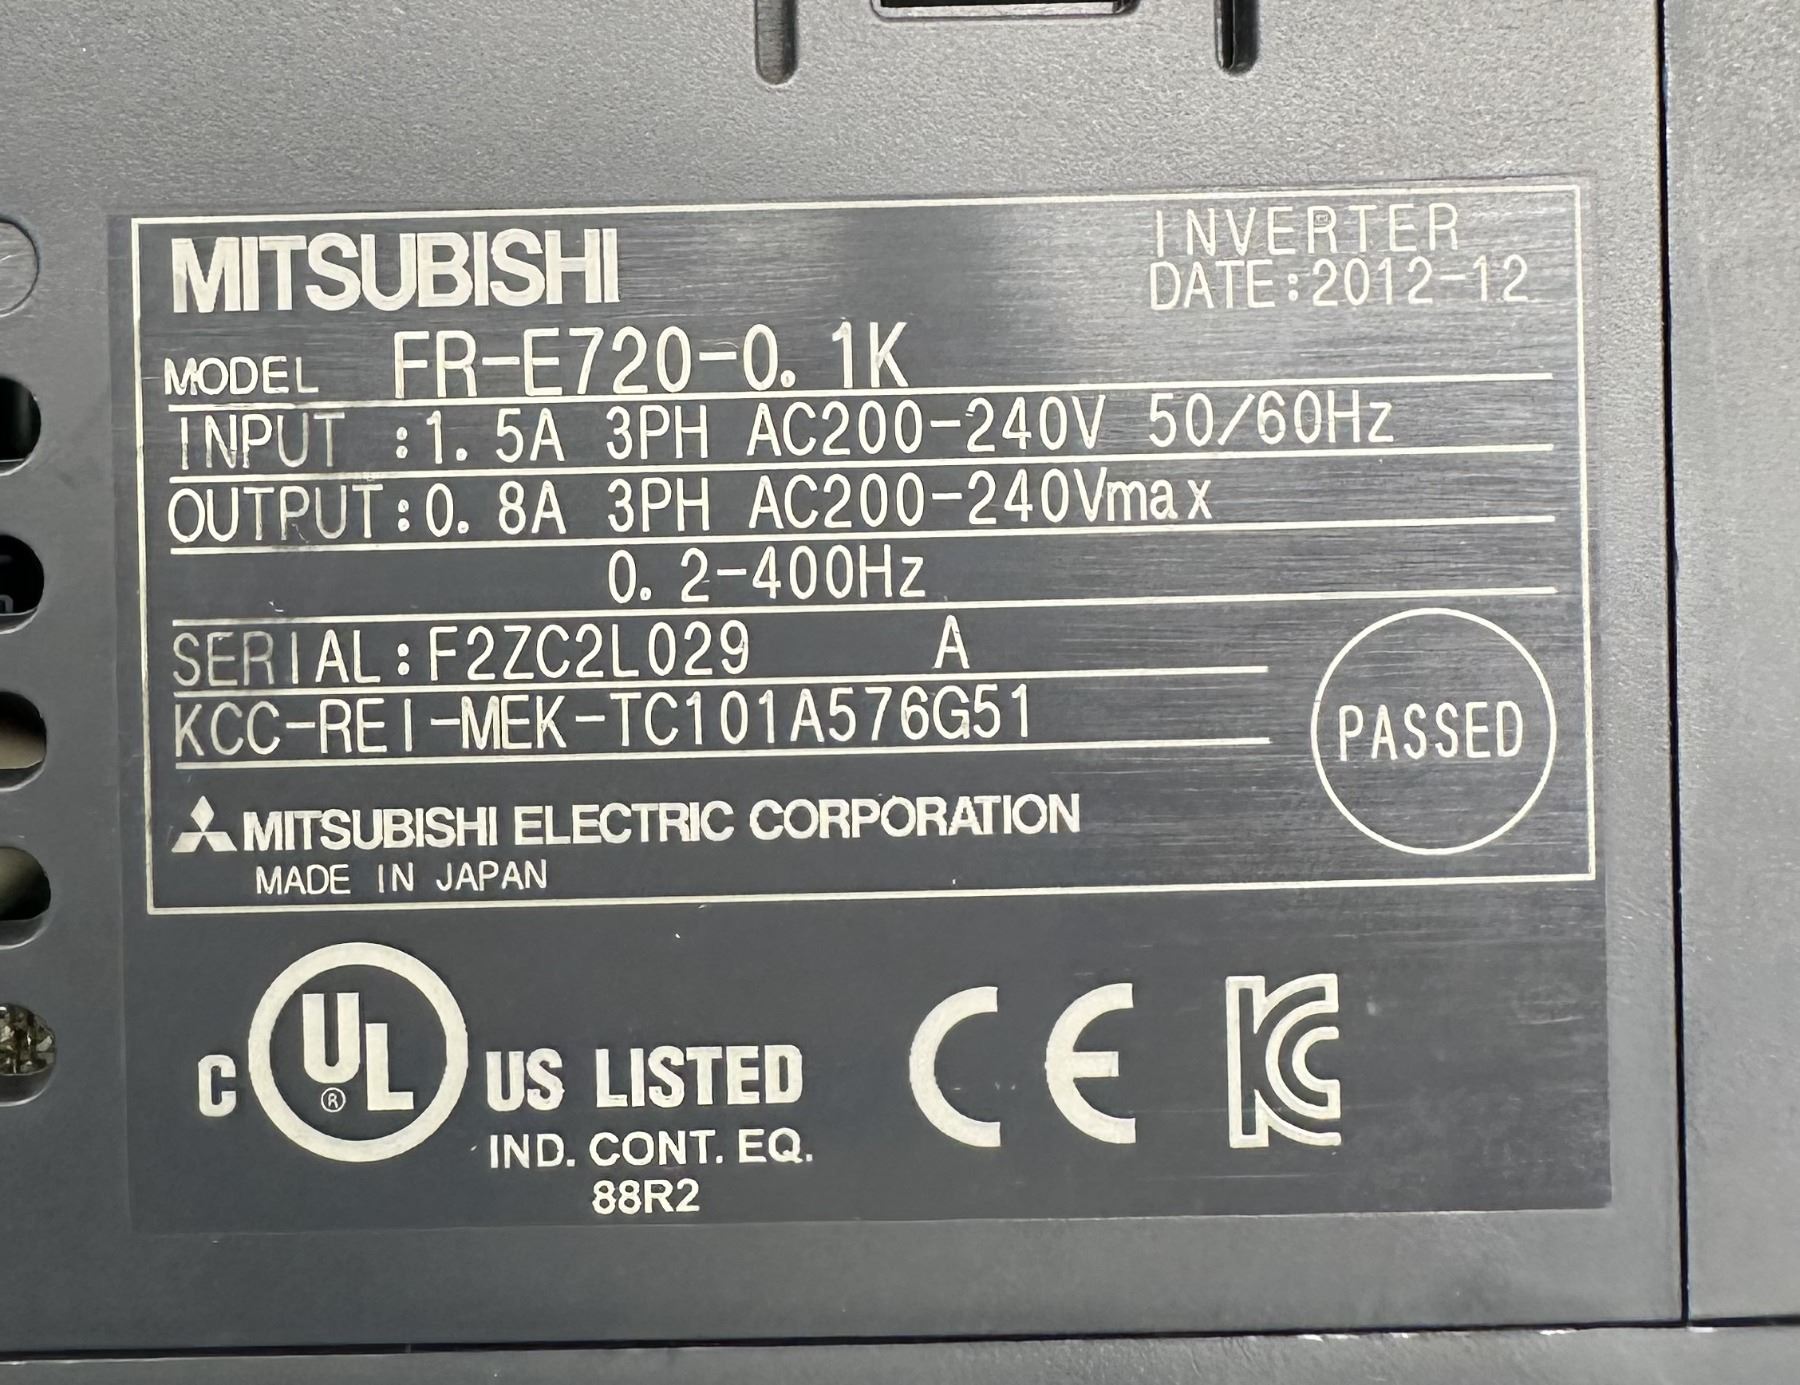 MITSUBISHI
INVERTER
DATE:2012-12
MODEL FR-E720-0.1K
INPUT :1.5A 3PH AC200-240V 50/60Hz
OUTPUT:0.8A 3PH AC200-240Vmax
0.2-400Hz
SERIAL:F2ZC2L029 A
KCC-REI-MEK-TC101A576G51
PASSED
MITSUBISHI ELECTRIC CORPORATION
MADE IN JAPAN
C UL ® US LISTED
IND. CONT. EQ.
88R2
CE KC